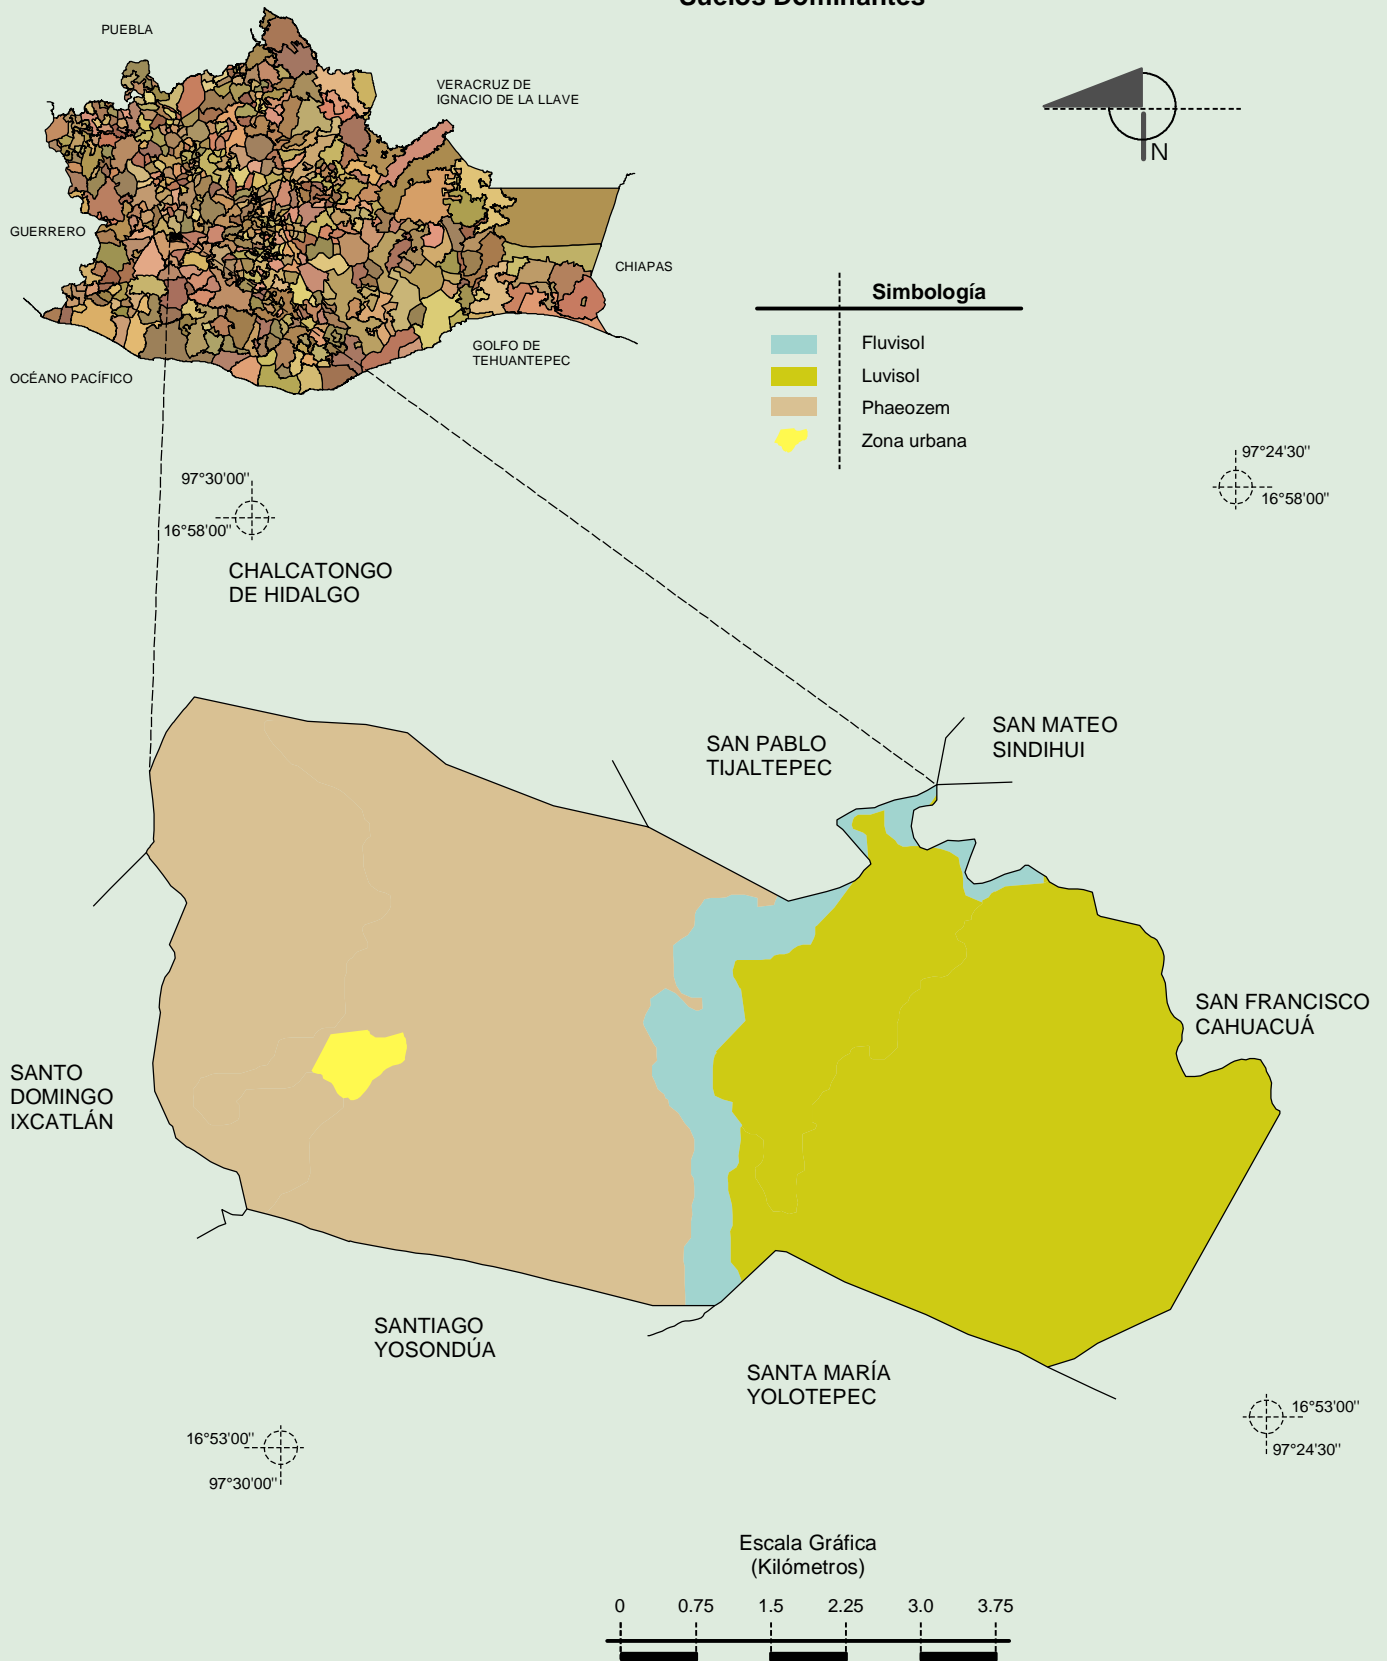 Suelos Dominantes
PUEBLA
VERACRUZ DE
IGNACIO DE LA LLAVE
N
GUERRERO
CHIAPAS
GOLFO DE
TEHUANTEPEC
OCÉANO PACÍFICO
Simbología
Fluvisol
Luvisol
Phaeozem
Zona urbana
97°30'00"
16°58'00"
97°24'30"
16°58'00"
CHALCATONGO
DE HIDALGO
SAN PABLO
TIJALTEPEC
SAN MATEO
SINDIHUI
SAN FRANCISCO
CAHUACUÁ
SANTO
DOMINGO
IXCATLÁN
SANTIAGO
YOSONDÚA
SANTA MARÍA
YOLOTEPEC
16°53'00"
97°30'00"
16°53'00"
97°24'30"
Escala Gráfica
(Kilómetros)
0 0.75 1.5 2.25 3.0 3.75